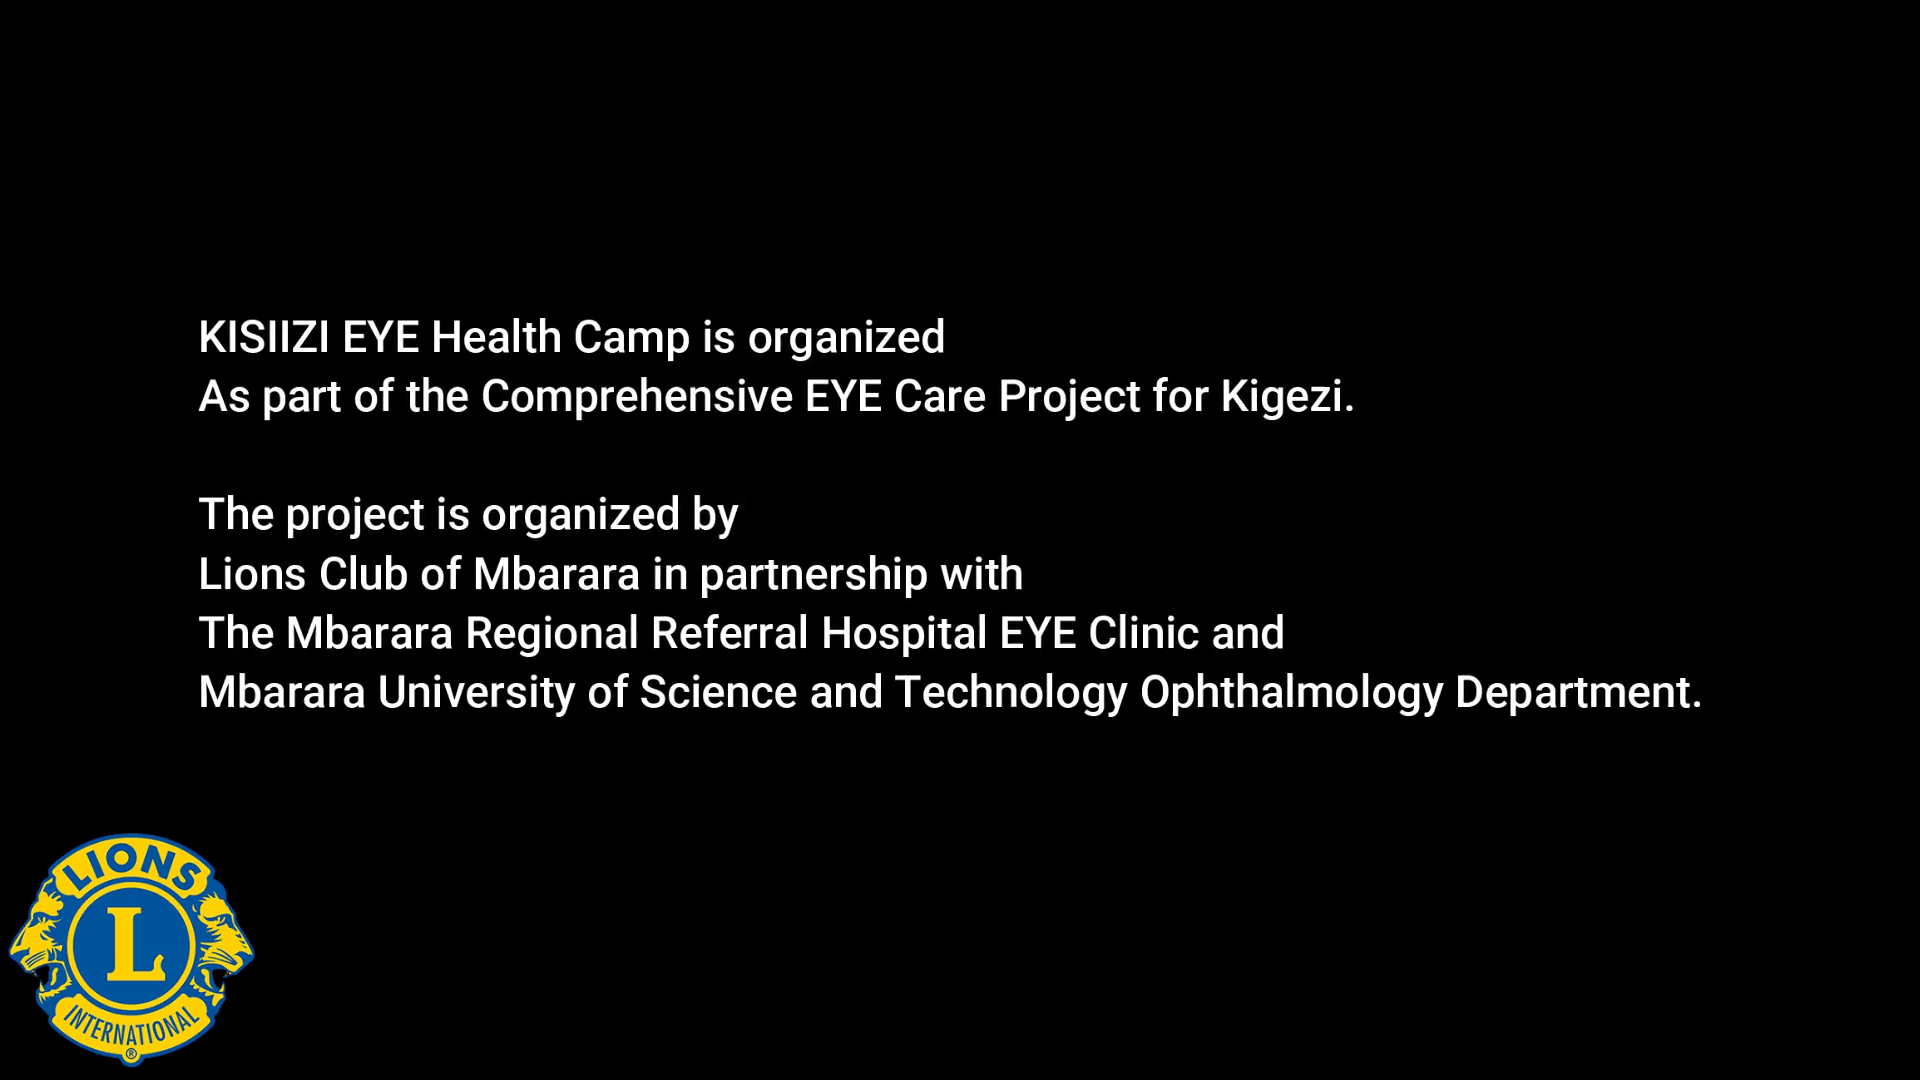 KISIIZI EYE Health Camp is organized
As part of the Comprehensive EYE Care Project for Kigezi.
The project is organized by
Lions Club of Mbarara in partnership with
The Mbarara Regional Referral Hospital EYE Clinic and
Mbarara University of Science and Technology Ophthalmology Department.
LIONS
L
INTERNATIONAL
®